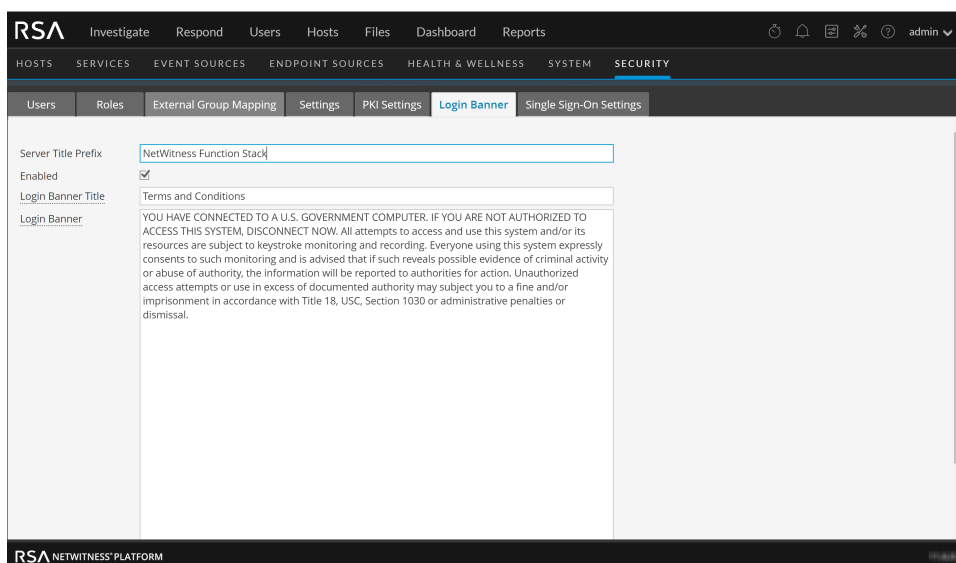 RSA Investigate Respond Users Hosts Files Dashboard Reports admin
HOSTS SERVICES EVENT SOURCES ENDPOINT SOURCES HEALTH & WELLNESS SYSTEM SECURITY
Users Roles External Group Mapping Settings PKI Settings Login Banner Single Sign-On Settings
Server Title Prefix NetWitness Function Stack
Enabled
Login Banner Title Terms and Conditions
Login Banner YOU HAVE CONNECTED TO A U.S. GOVERNMENT COMPUTER. IF YOU ARE NOT AUTHORIZED TO
ACCESS THIS SYSTEM, DISCONNECT NOW. All attempts to access and use this system and/or its
resources are subject to keystroke monitoring and recording. Everyone using this system expressly
consents to such monitoring and is advised that if such reveals possible evidence of criminal activity
or abuse of authority, the information will be reported to authorities for action. Unauthorized
access attempts or use in excess of documented authority may subject you to a fine and/or
imprisonment in accordance with Title 18, USC, Section 1030 or administrative penalties or
dismissal.
RSA NETWITNESS® PLATFORM